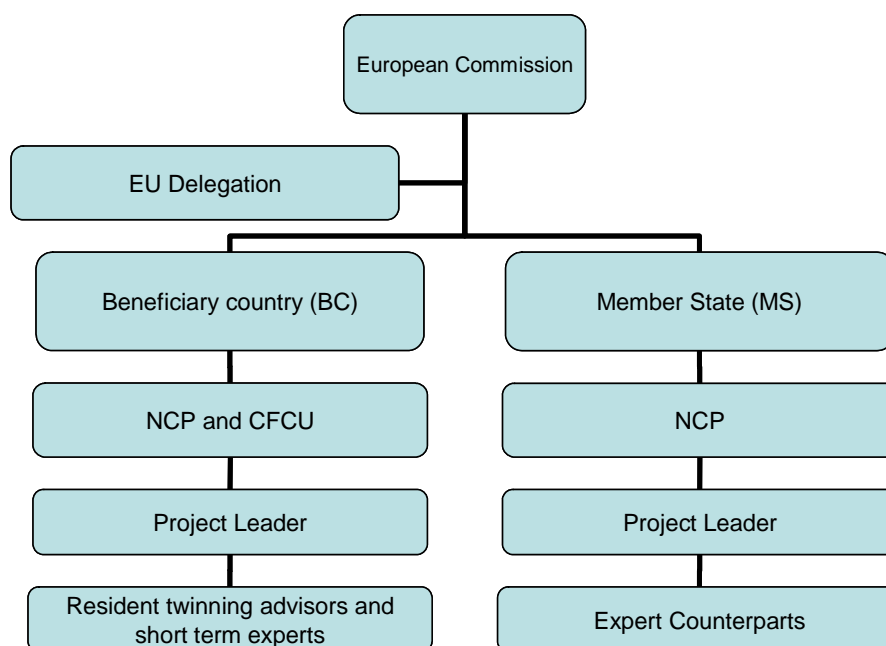 European Commission
EU Delegation
Beneficiary country (BC)
Member State (MS)
NCP and CFCU
NCP
Project Leader
Project Leader
Resident twinning advisors and
short term experts
Expert Counterparts